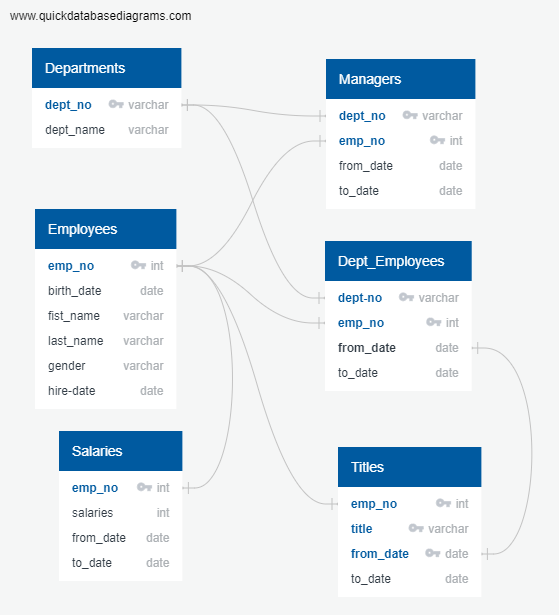 www.quickdatabasediagrams.com
Departments
dept_no varchar
dept_name varchar
Managers
dept_no varchar
emp_no int
from_date date
to_date date
Employees
emp_no int
birth_date date
fist_name varchar
last_name varchar
gender varchar
hire-date date
Dept_Employees
dept-no varchar
emp_no int
from_date date
to_date date
Salaries
emp_no int
salaries int
from_date date
to_date date
Titles
emp_no int
title varchar
from_date date
to_date date